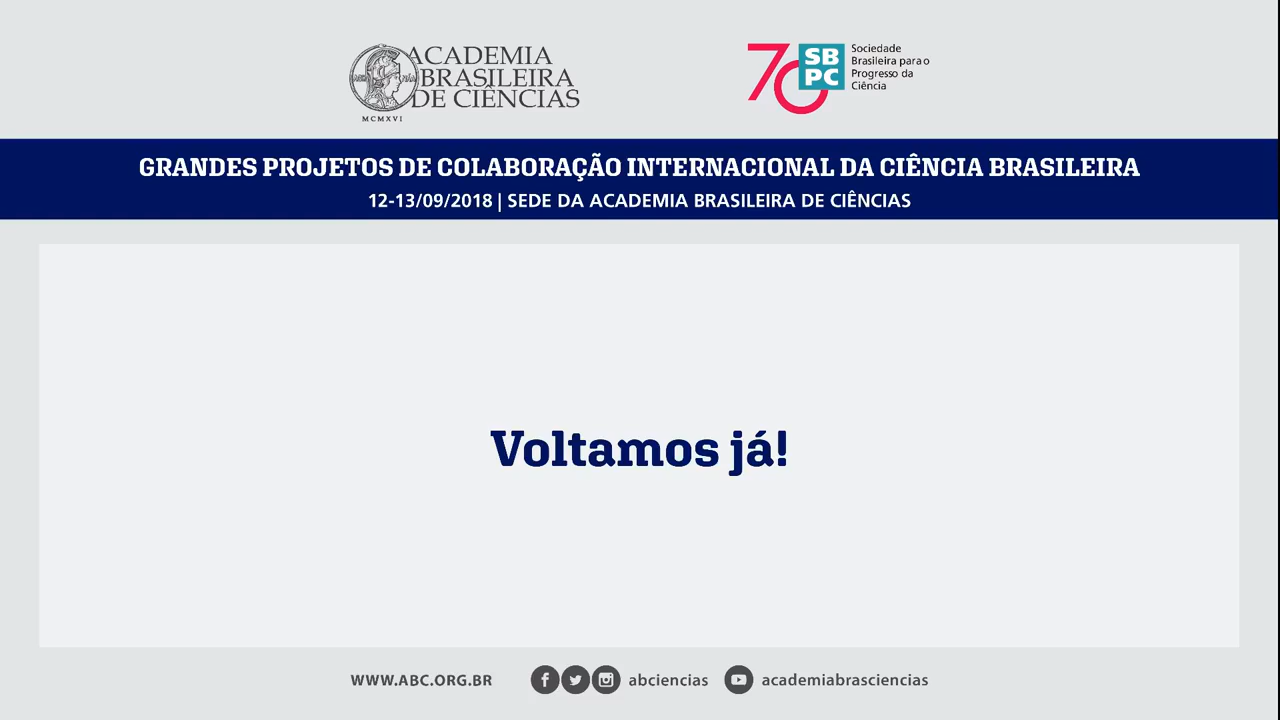 ACADEMIA
BRASILEIRA
DE CIÊNCIAS
MCMXVI
70
SB
PC
Sociedade
Brasileira para o
Progresso da
Ciência
GRANDES PROJETOS DE COLABORAÇÃO INTERNACIONAL DA CIÊNCIA BRASILEIRA
12-13/09/2018 | SEDE DA ACADEMIA BRASILEIRA DE CIÊNCIAS
Voltamos já!
WWW.ABC.ORG.BR abciencias academiabrasciencias